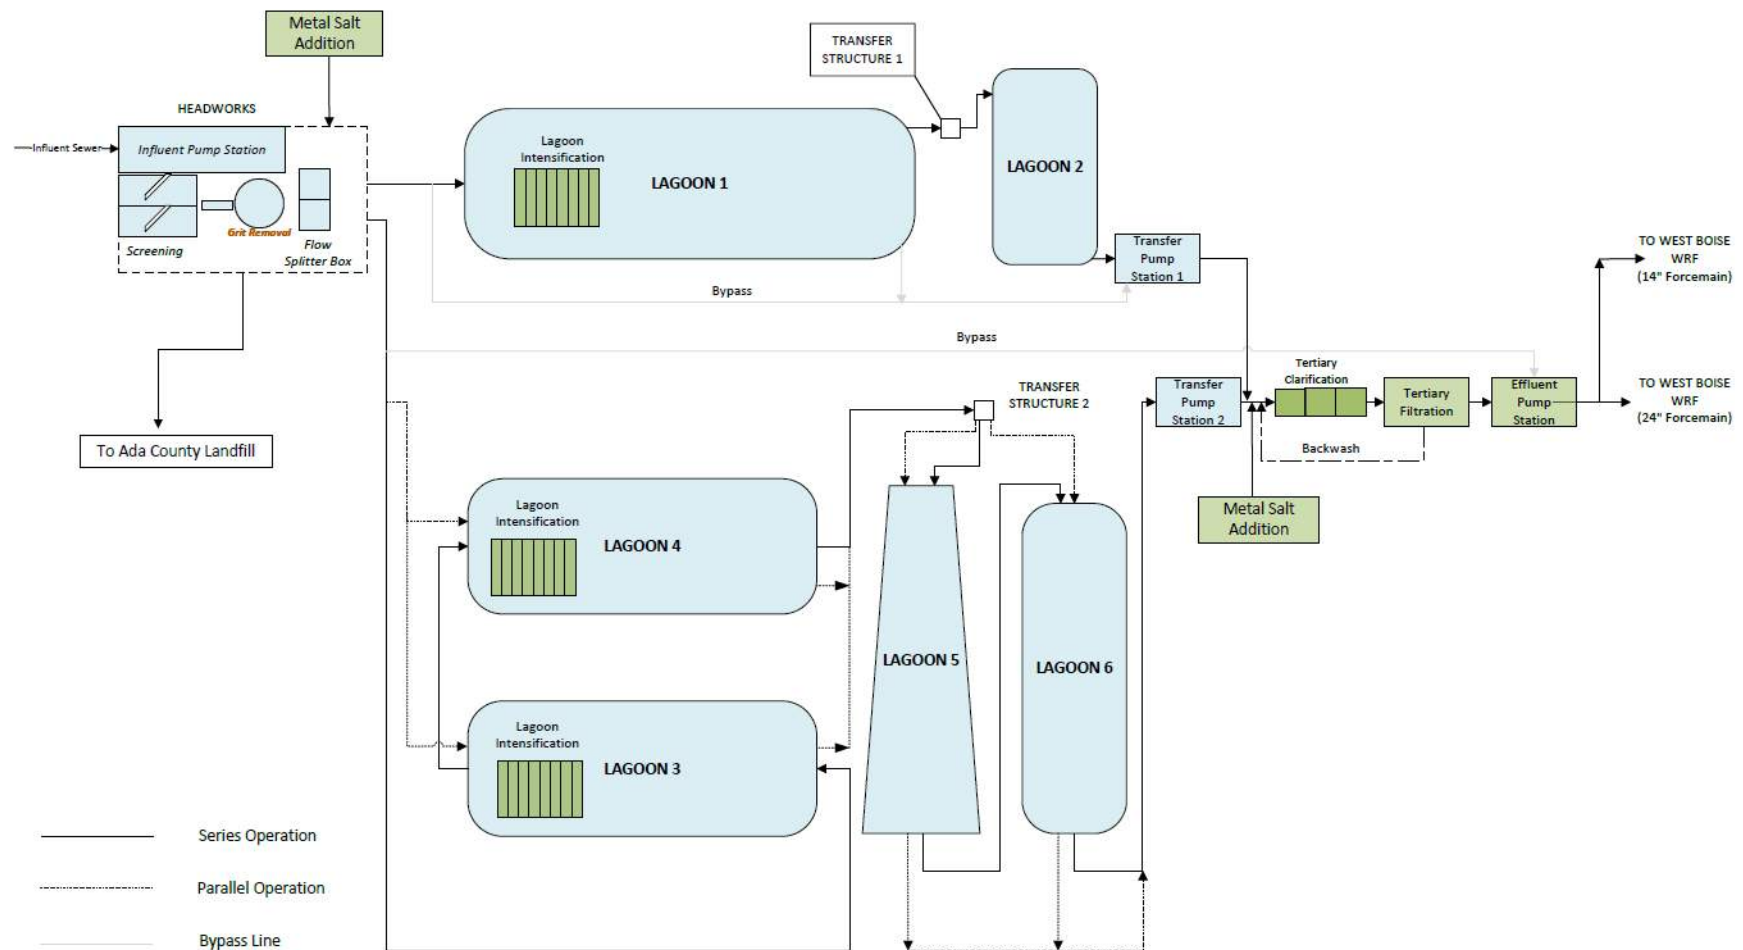 Metal Salt
Addition
TRANSFER
STRUCTURE 1
HEADWORKS
Influent Sewer
Influent Pump Station
Screening
Grit Removal
Flow
Splitter Box
Lagoon
Intensification
LAGOON 1
LAGOON 2
Transfer
Pump
Station 1
Bypass
TO WEST BOISE
WRF
(14" Forcemain)
Bypass
To Ada County Landfill
TRANSFER
STRUCTURE 2
Transfer
Pump
Station 2
Tertiary
Clarification
Tertiary
Filtration
Effluent
Pump
Station
TO WEST BOISE
WRF
(24" Forcemain)
Backwash
Metal Salt
Addition
Lagoon
Intensification
LAGOON 4
LAGOON 5
LAGOON 6
Lagoon
Intensification
LAGOON 3
Series Operation
Parallel Operation
Bypass Line